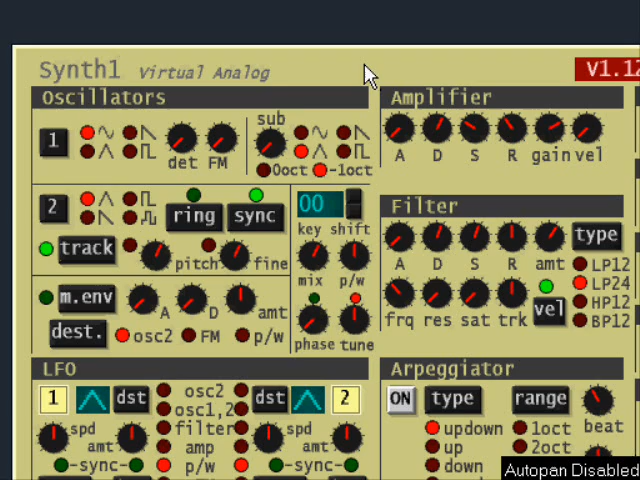 Synth1 Virtual Analog
V1.12
Oscillators
1
det FM
sub
0oct -1oct
2
ring sync
track
pitch fine
00
key shift
mix p/w
m.env
A D amt
dest.
osc2 FM p/w
phase tune
Amplifier
A D S R gain vel
Filter
A D S R amt
type
LP12
LP24
HP12
BP12
frq res sat trk
vel
LFO
1 dst
spd amt
sync
osc2
osc1,2
filter
amp
p/w
dst 2
spd amt
sync
Arpeggiator
ON type range
beat
updown
up
down
1oct
2oct
Autopan Disabled